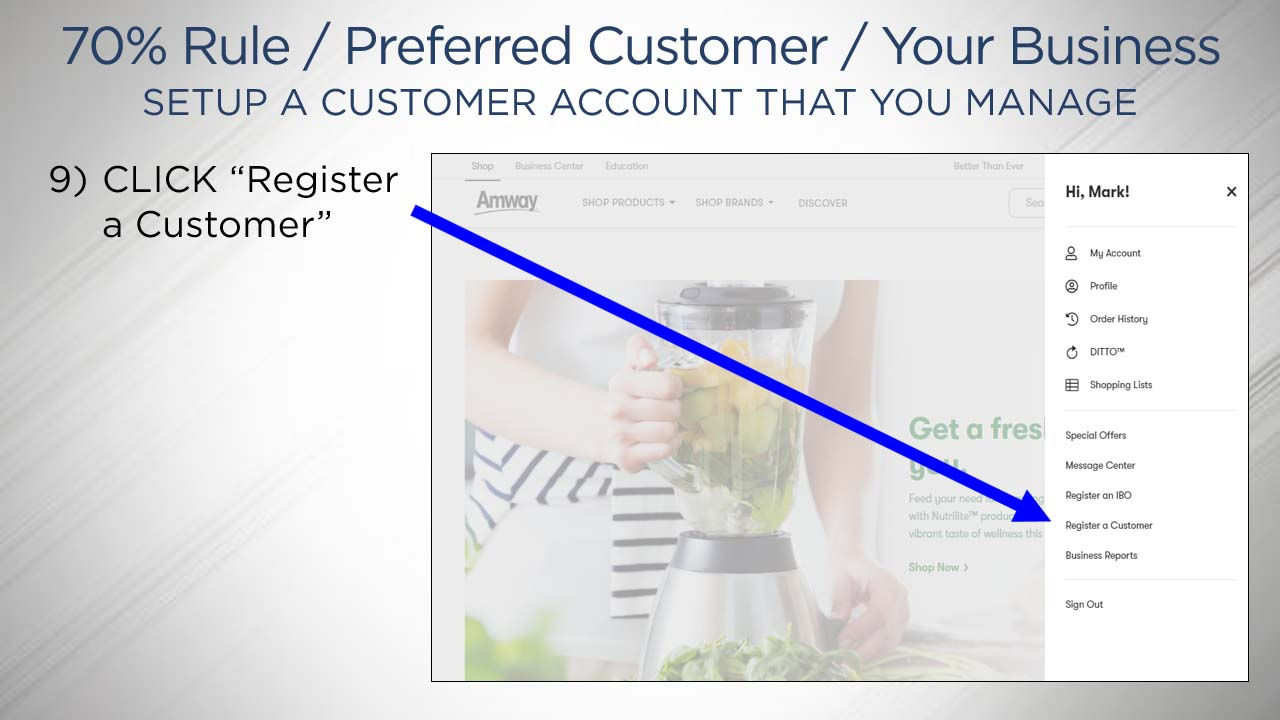 70% Rule / Preferred Customer / Your Business
SETUP A CUSTOMER ACCOUNT THAT YOU MANAGE
9) CLICK “Register
a Customer”
Shop Business Center Education Better Than Ever
Amway SHOP PRODUCTS SHOP BRANDS DISCOVER Sea
Get a fres
you.
Feed your need
with Nutrilite™ produ
vibrant taste of wellness this
Shop Now >
Hi, Mark!
My Account
Profile
Order History
DITTO™
Shopping Lists
Special Offers
Message Center
Register an IBO
Register a Customer
Business Reports
Sign Out